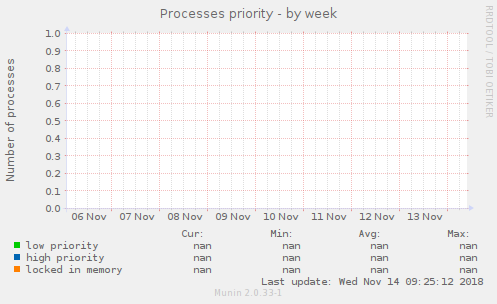 Processes priority - by week
RRDTOOL / TOBI OETIKER
Number of processes
1.0
0.9
0.8
0.7
0.6
0.5
0.4
0.3
0.2
0.1
0.0
06 Nov 07 Nov 08 Nov 09 Nov 10 Nov 11 Nov 12 Nov 13 Nov
Cur: Min: Avg: Max:
low priority nan nan nan nan
high priority nan nan nan nan
locked in memory nan nan nan nan
Last update: Wed Nov 14 09:25:12 2018
Munin 2.0.33-1